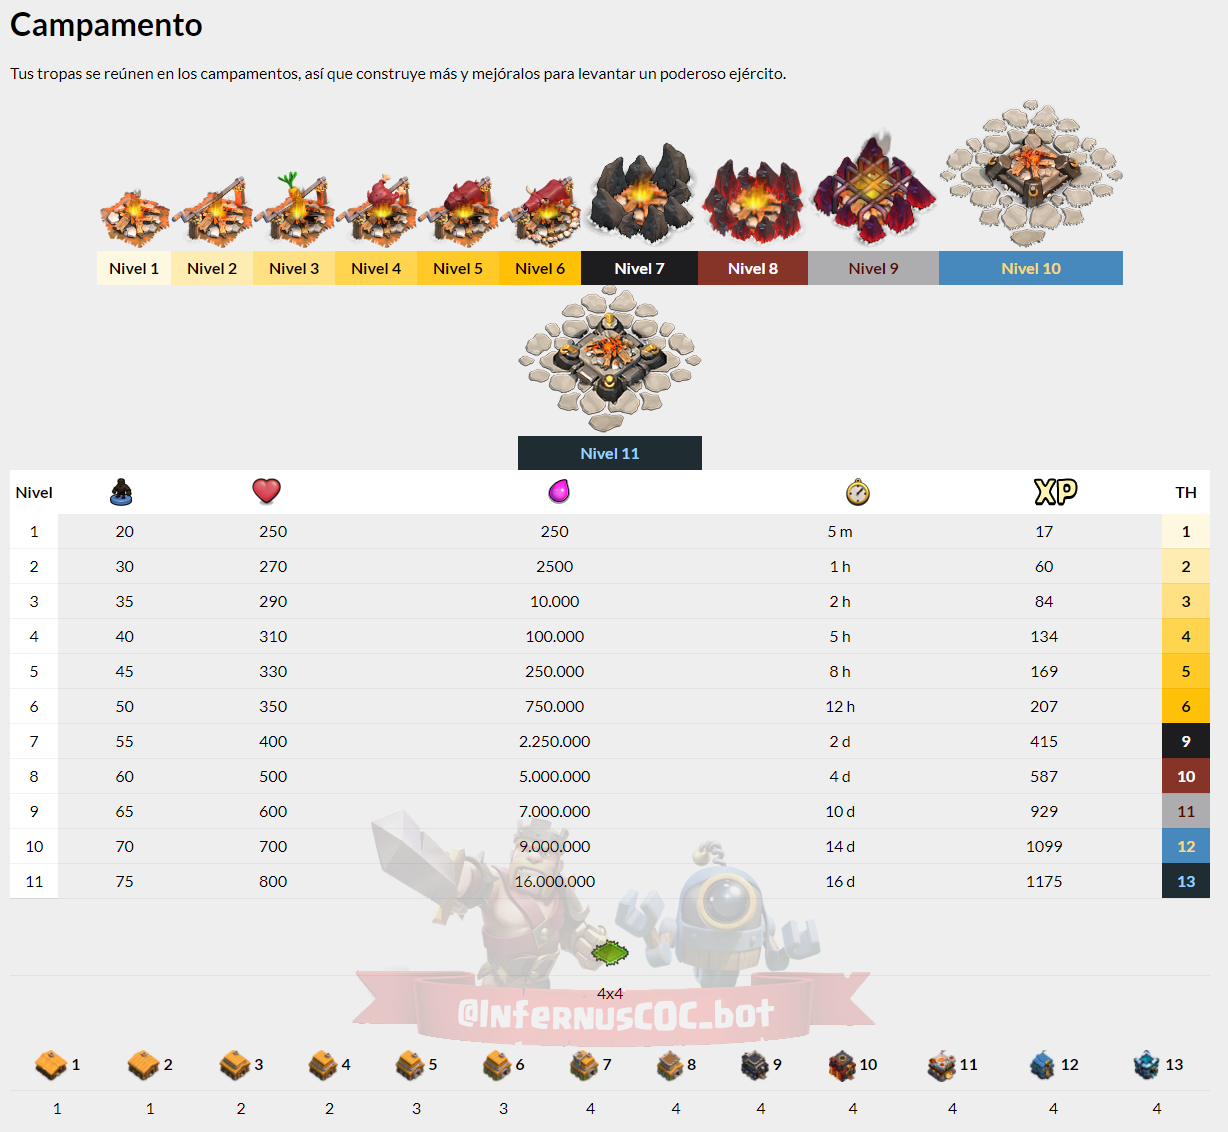 Campamento
Tus tropas se reúnen en los campamentos, así que construye más y mejóralos para levantar un poderoso ejército.
Nivel 1 Nivel 2 Nivel 3 Nivel 4 Nivel 5 Nivel 6 Nivel 7 Nivel 8 Nivel 9 Nivel 10
Nivel 11
Nivel XP TH
1 20 250 250 5 m 17 1
2 30 270 2500 1 h 60 2
3 35 290 10.000 2 h 84 3
4 40 310 100.000 5 h 134 4
5 45 330 250.000 8 h 169 5
6 50 350 750.000 12 h 207 6
7 55 400 2.250.000 2 d 415 9
8 60 500 5.000.000 4 d 587 10
9 65 600 7.000.000 10 d 929 11
10 70 700 9.000.000 14 d 1099 12
11 75 800 16.000.000 16 d 1175 13
4x4
@InfernusCOC_bot
1 2 3 4 5 6 7 8 9 10 11 12 13
1 1 2 2 3 3 4 4 4 4 4 4 4